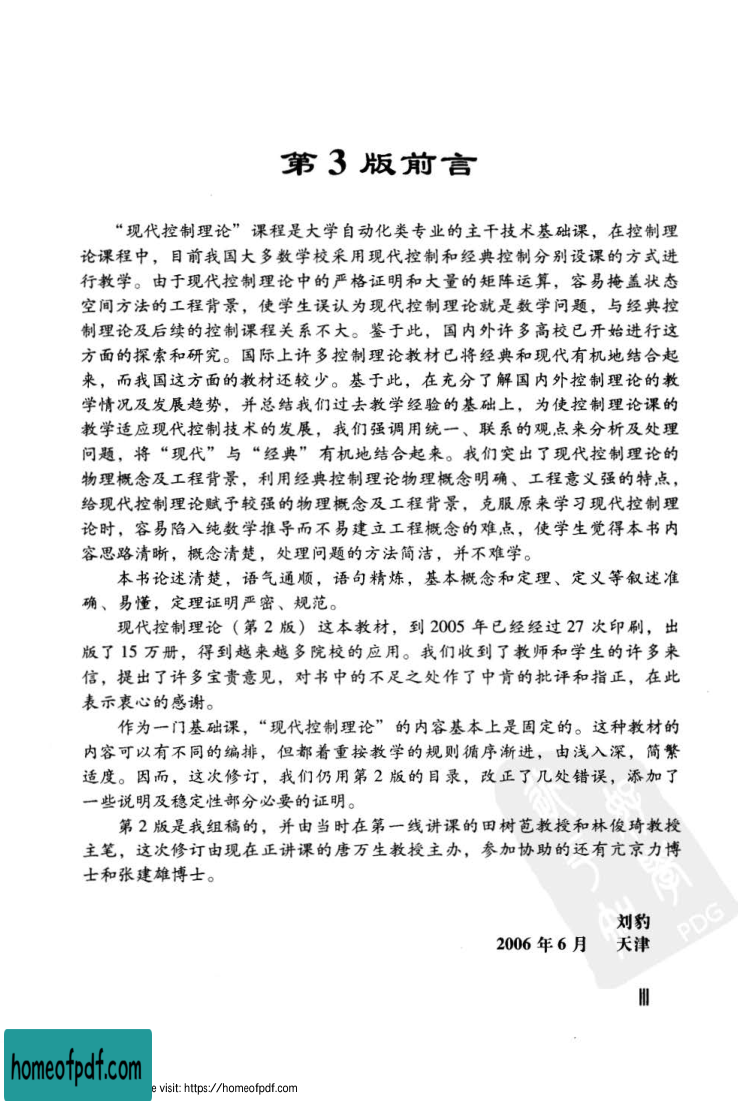 第 3 版前言
“现代控制理论” 课程是大学自动化类专业的主干技术基础课，在控制理
论课程中，目前我国大多数学校采用现代控制和经典控制分别设课的方式进
行教学。由于现代控制理论中的严格证明和大量的矩阵运算，容易掩盖状态
空间方法的工程背景，使学生误认为现代控制理论就是数学问题，与经典控
制理论及后续的控制课程关系不大。鉴于此，国内外许多高校已开始进行这
方面的探索和研究。国际上许多控制理论教材已将经典和现代有机地结合起
来，而我国这方面的教材还较少。基于此，在充分了解国内外控制理论的教
学情况及发展趋势，并总结我们过去教学经验的基础上，为使控制理论课的
教学适应现代控制技术的发展，我们强调用统一、联系的观点来分析及处理
问题，将 “现代” 与 “经典” 有机地结合起来。我们突出了现代控制理论的
物理概念及工程背景，利用经典控制理论物理概念明确、工程意义强的特点，
给现代控制理论赋予较强的物理概念及工程背景，克服原来学习现代控制理
论时，容易陷入纯数学推导而不易建立工程概念的难点，使学生觉得本书内
容思路清晰，概念清楚，处理问题的方法简洁，并不难学。
本书论述清楚，语气通顺，语句精炼，基本概念和定理、定义等叙述准
确、易懂，定理证明严密、规范。
现代控制理论（第 2 版）这本教材，到 2005 年已经经过 27 次印刷，出
版了 15 万册，得到越来越多院校的应用。我们收到了教师和学生的许多来
信，提出了许多宝贵意见，对书中的不足之处作了中肯的批评和指正，在此
表示衷心的感谢。
作为一门基础课，“现代控制理论” 的内容基本上是固定的。这种教材的
内容可以有不同的编排，但都着重按教学的规则循序渐进，由浅入深，简繁
适度。因而，这次修订，我们仍用第 2 版的目录，改正了几处错误，添加了
一些说明及稳定性部分必要的证明。
第 2 版是我组稿的，并由当时在第一线讲课的田树苞教授和林俊琦教授
主笔，这次修订由现在正讲课的唐万生教授主办，参加协助的还有亢京力博
士和张建雄博士。
刘豹
2006 年 6 月 天津
PDG
Ⅲ
homeofpdf.com
e visit: https://homeofpdf.com